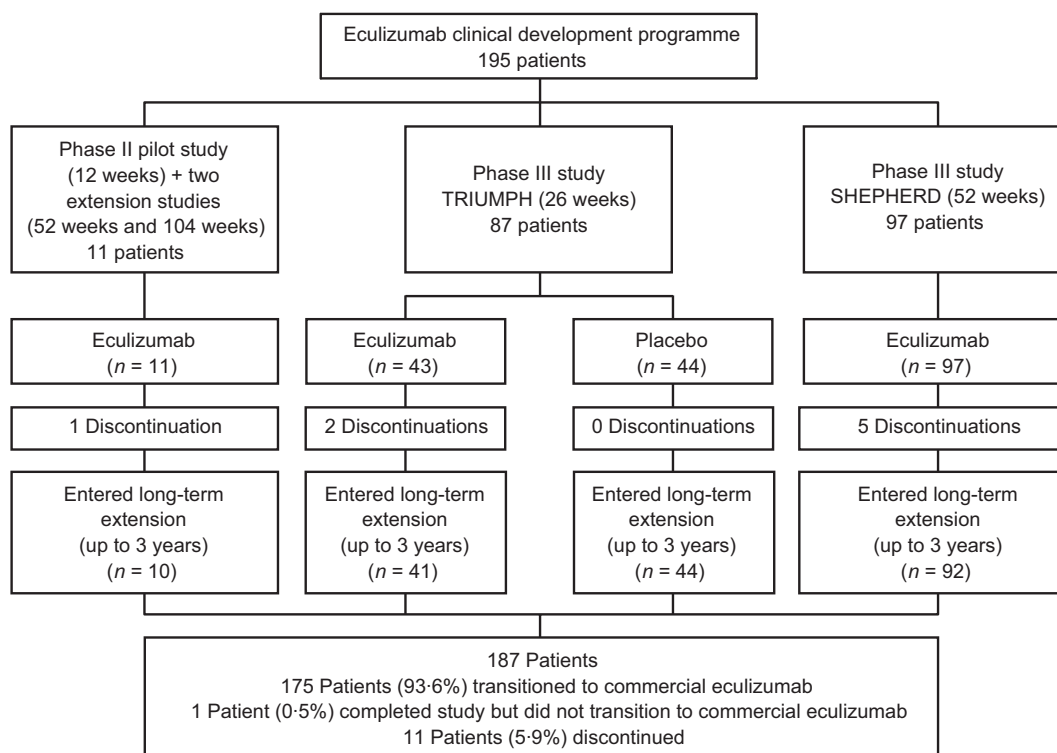 Eculizumab clinical development programme
195 patients
Phase II pilot study
(12 weeks) + two
extension studies
(52 weeks and 104 weeks)
11 patients
Phase III study
TRIUMPH (26 weeks)
87 patients
Phase III study
SHEPHERD (52 weeks)
97 patients
Eculizumab
(n = 11)
Eculizumab
(n = 43)
Placebo
(n = 44)
Eculizumab
(n = 97)
1 Discontinuation
2 Discontinuations
0 Discontinuations
5 Discontinuations
Entered long-term
extension
(up to 3 years)
(n = 10)
Entered long-term
extension
(up to 3 years)
(n = 41)
Entered long-term
extension
(up to 3 years)
(n = 44)
Entered long-term
extension
(up to 3 years)
(n = 92)
187 Patients
175 Patients (93·6%) transitioned to commercial eculizumab
1 Patient (0·5%) completed study but did not transition to commercial eculizumab
11 Patients (5·9%) discontinued